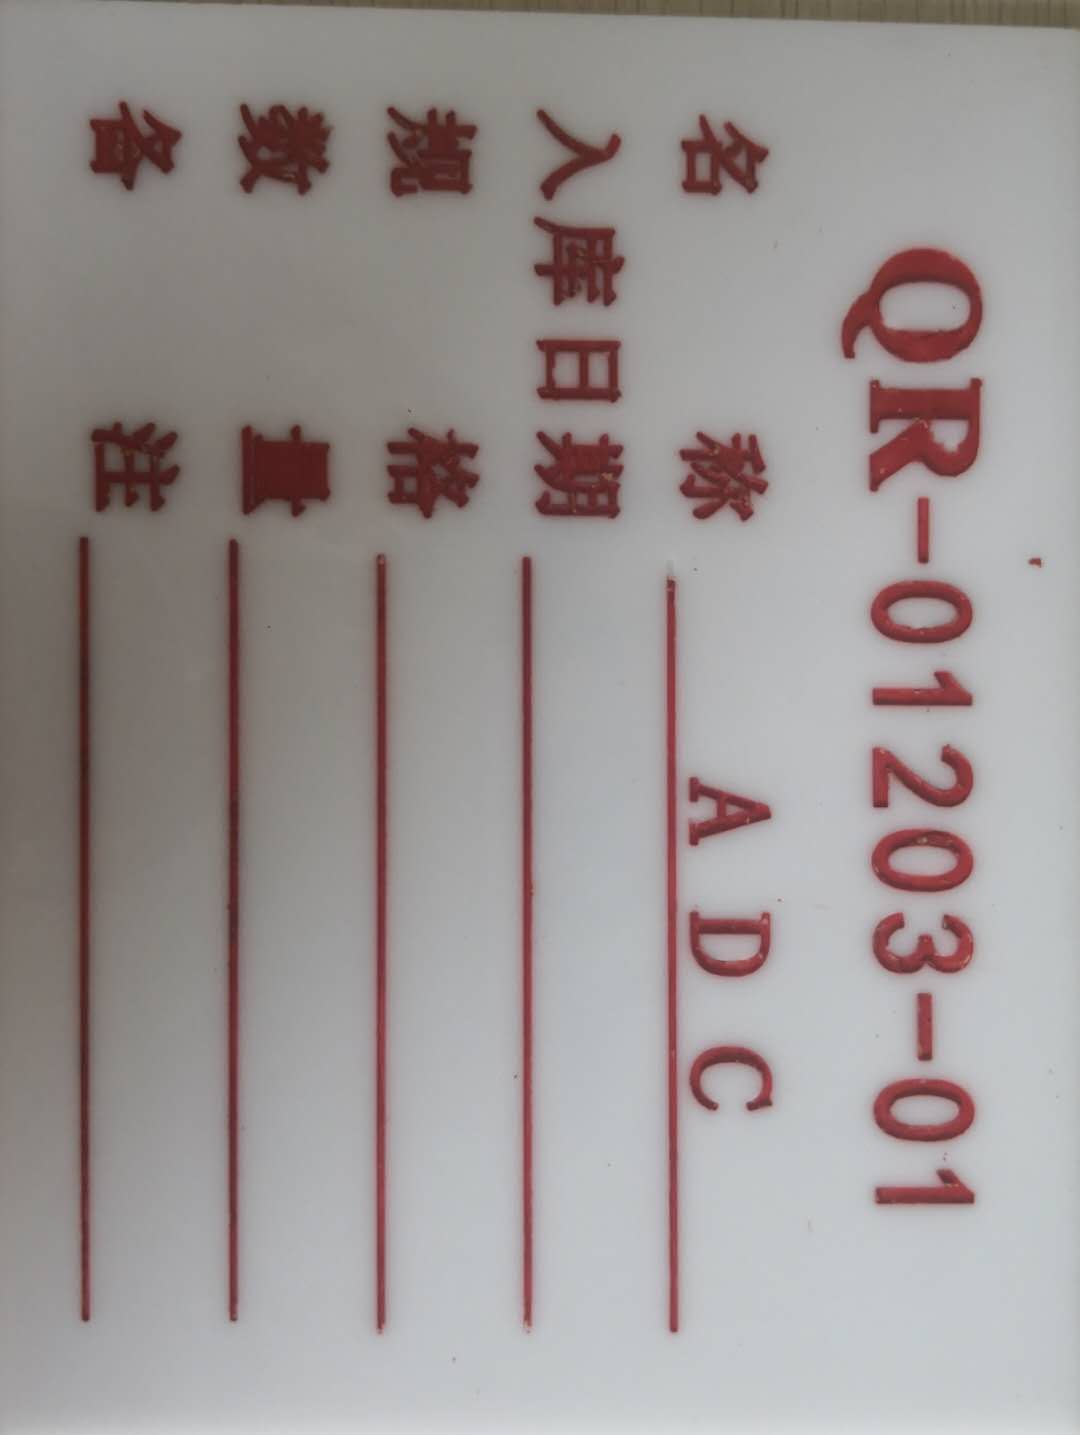 QR-01203-01
名称 ADC
入库日期
规格
数量
备注